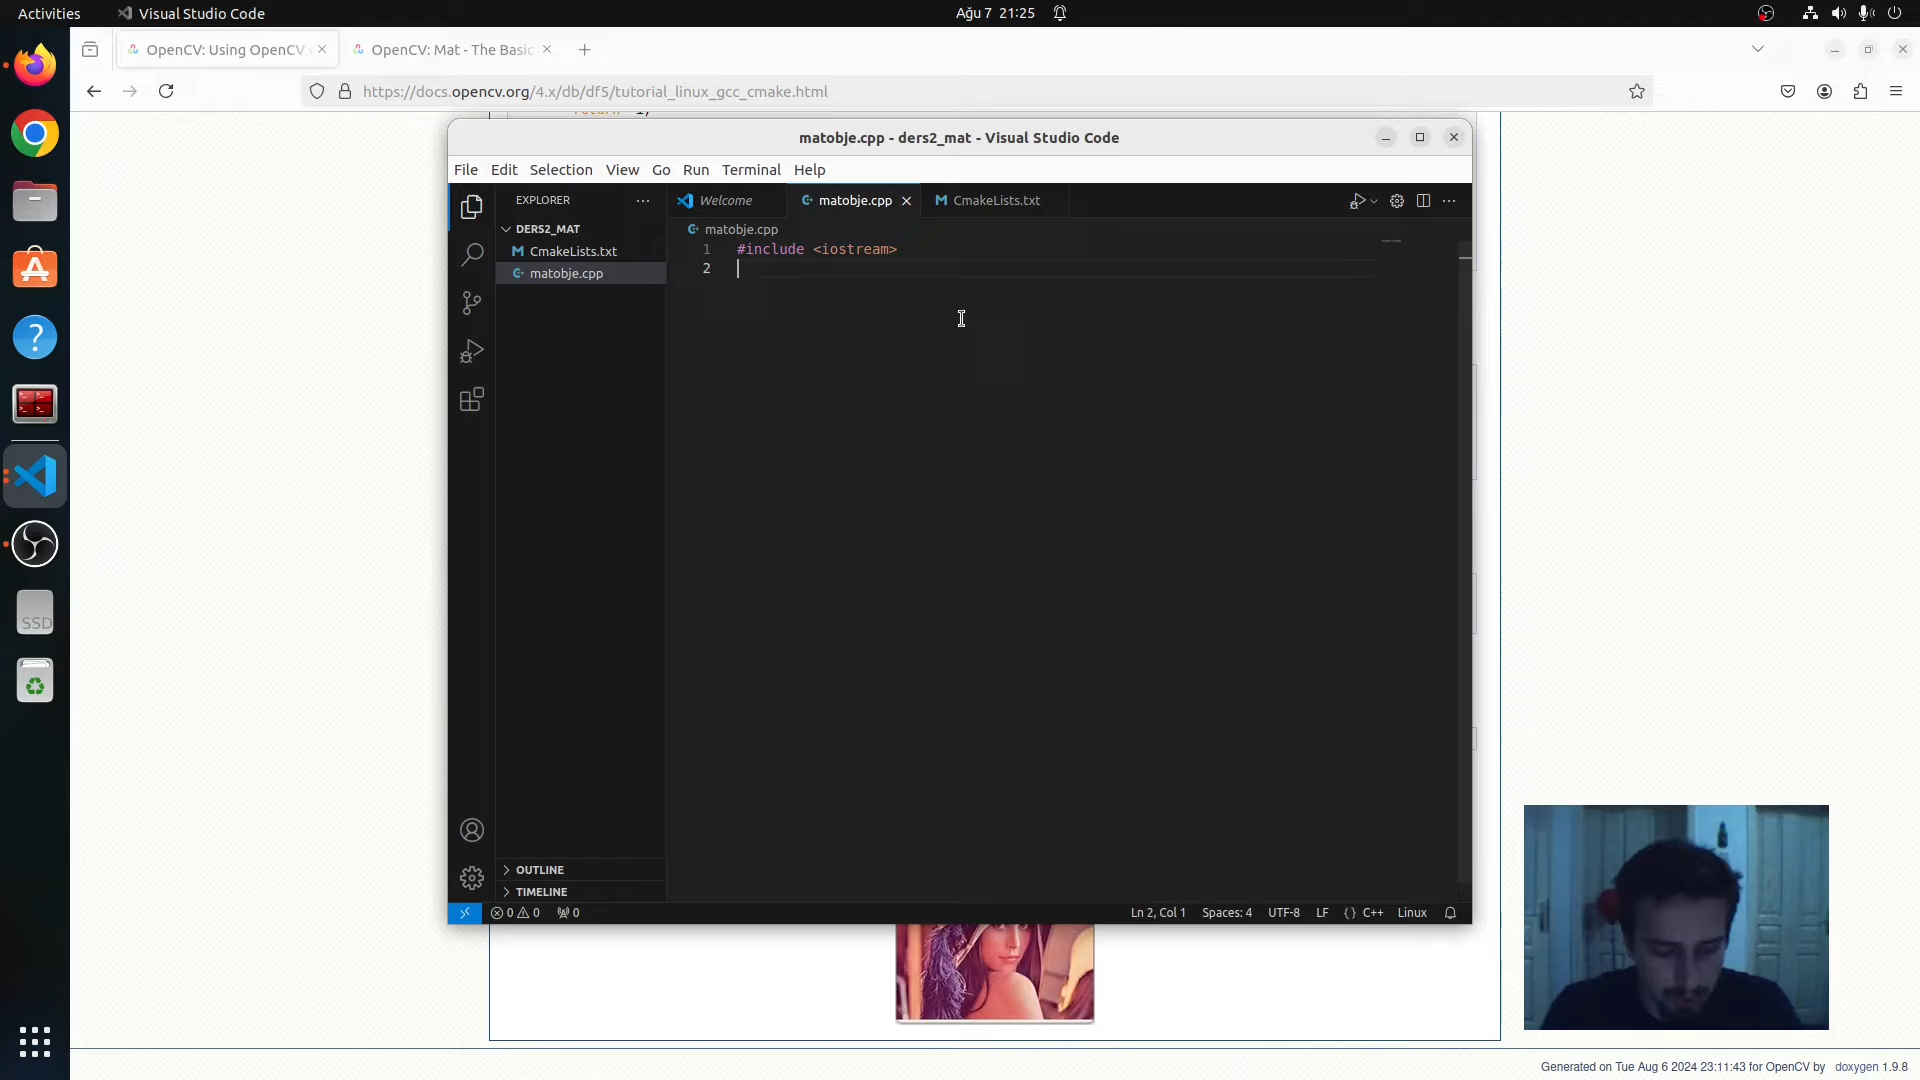 Activities
Visual Studio Code
Ağu 7 21:25
OpenCV: Using OpenCV
OpenCV: Mat - The Basic
https://docs.opencv.org/4.x/db/df5/tutorial_linux_gcc_cmake.html
matobje.cpp - ders2_mat - Visual Studio Code
File Edit Selection View Go Run Terminal Help
EXPLORER
Welcome
matobje.cpp
CmakeLists.txt
DERS2_MAT
CmakeLists.txt
matobje.cpp
matobje.cpp
1 #include <iostream>
2
SSD
OUTLINE
TIMELINE
0 0 0
Ln 2, Col 1 Spaces: 4 UTF-8 LF {} C++ Linux
Generated on Tue Aug 6 2024 23:11:43 for OpenCV by doxygen 1.9.8